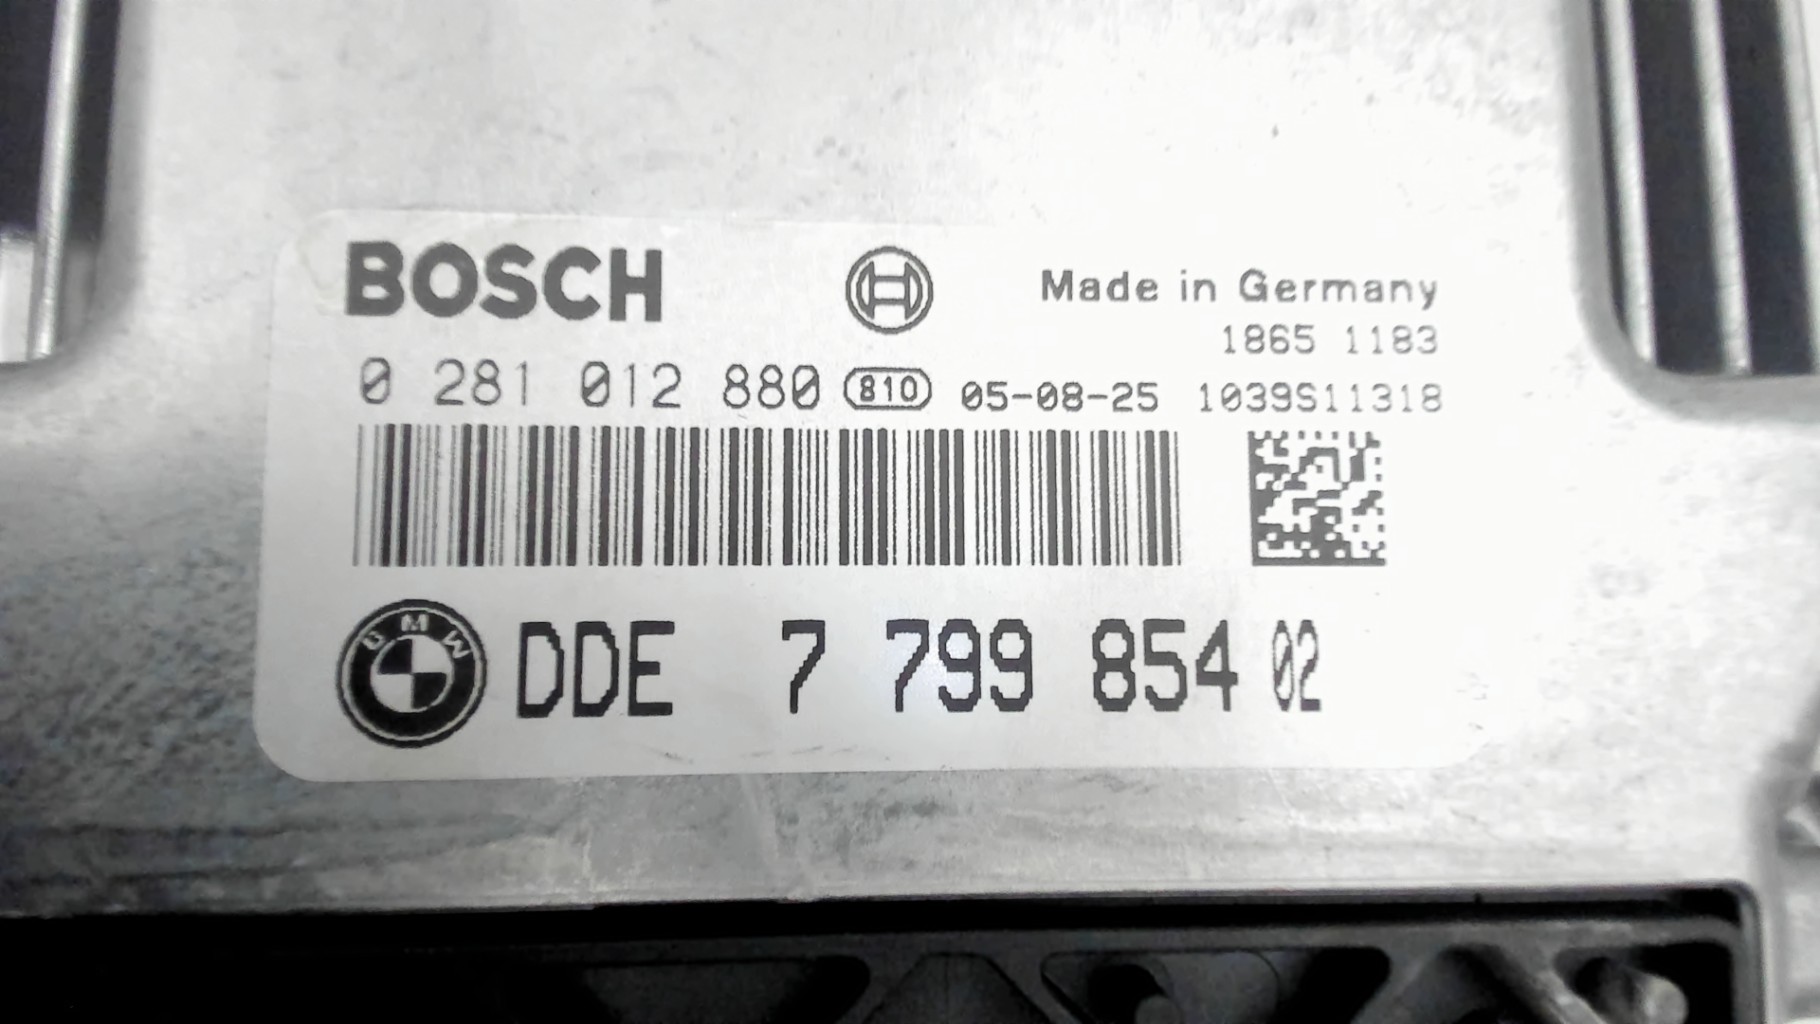 BOSCH
Made in Germany
1865 1183
0 281 012 880 810 05-08-25 1039S11318
BMW DDE 7 799 854 02